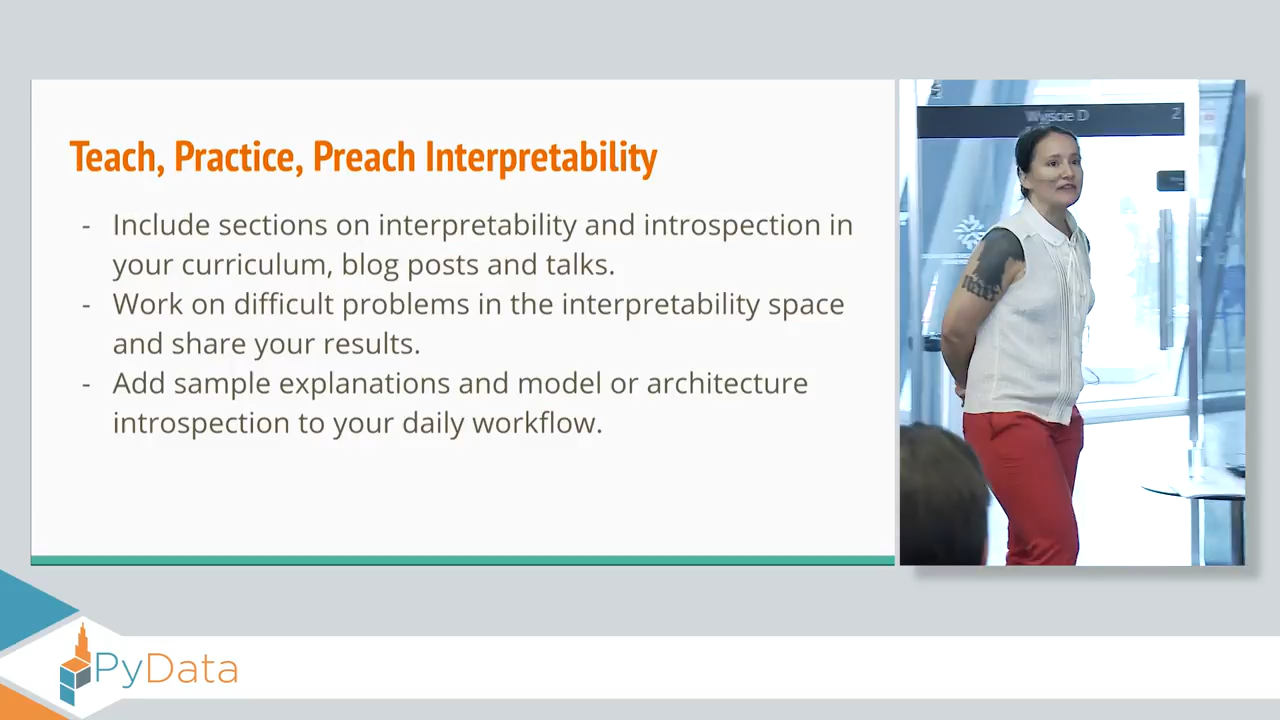 Teach, Practice, Preach Interpretability
- Include sections on interpretability and introspection in
your curriculum, blog posts and talks.
- Work on difficult problems in the interpretability space
and share your results.
- Add sample explanations and model or architecture
introspection to your daily workflow.
Wyjście D
2
PyData